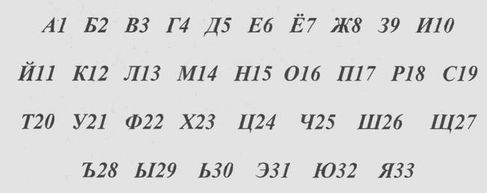 А1 Б2 В3 Г4 Д5 Е6 Ё7 Ж8 З9 И10
Й11 К12 Л13 М14 Н15 О16 П17 Р18 С19
Т20 У21 Ф22 Х23 Ц24 Ч25 Ш26 Щ27
Ъ28 Ы29 Ь30 Э31 Ю32 Я33